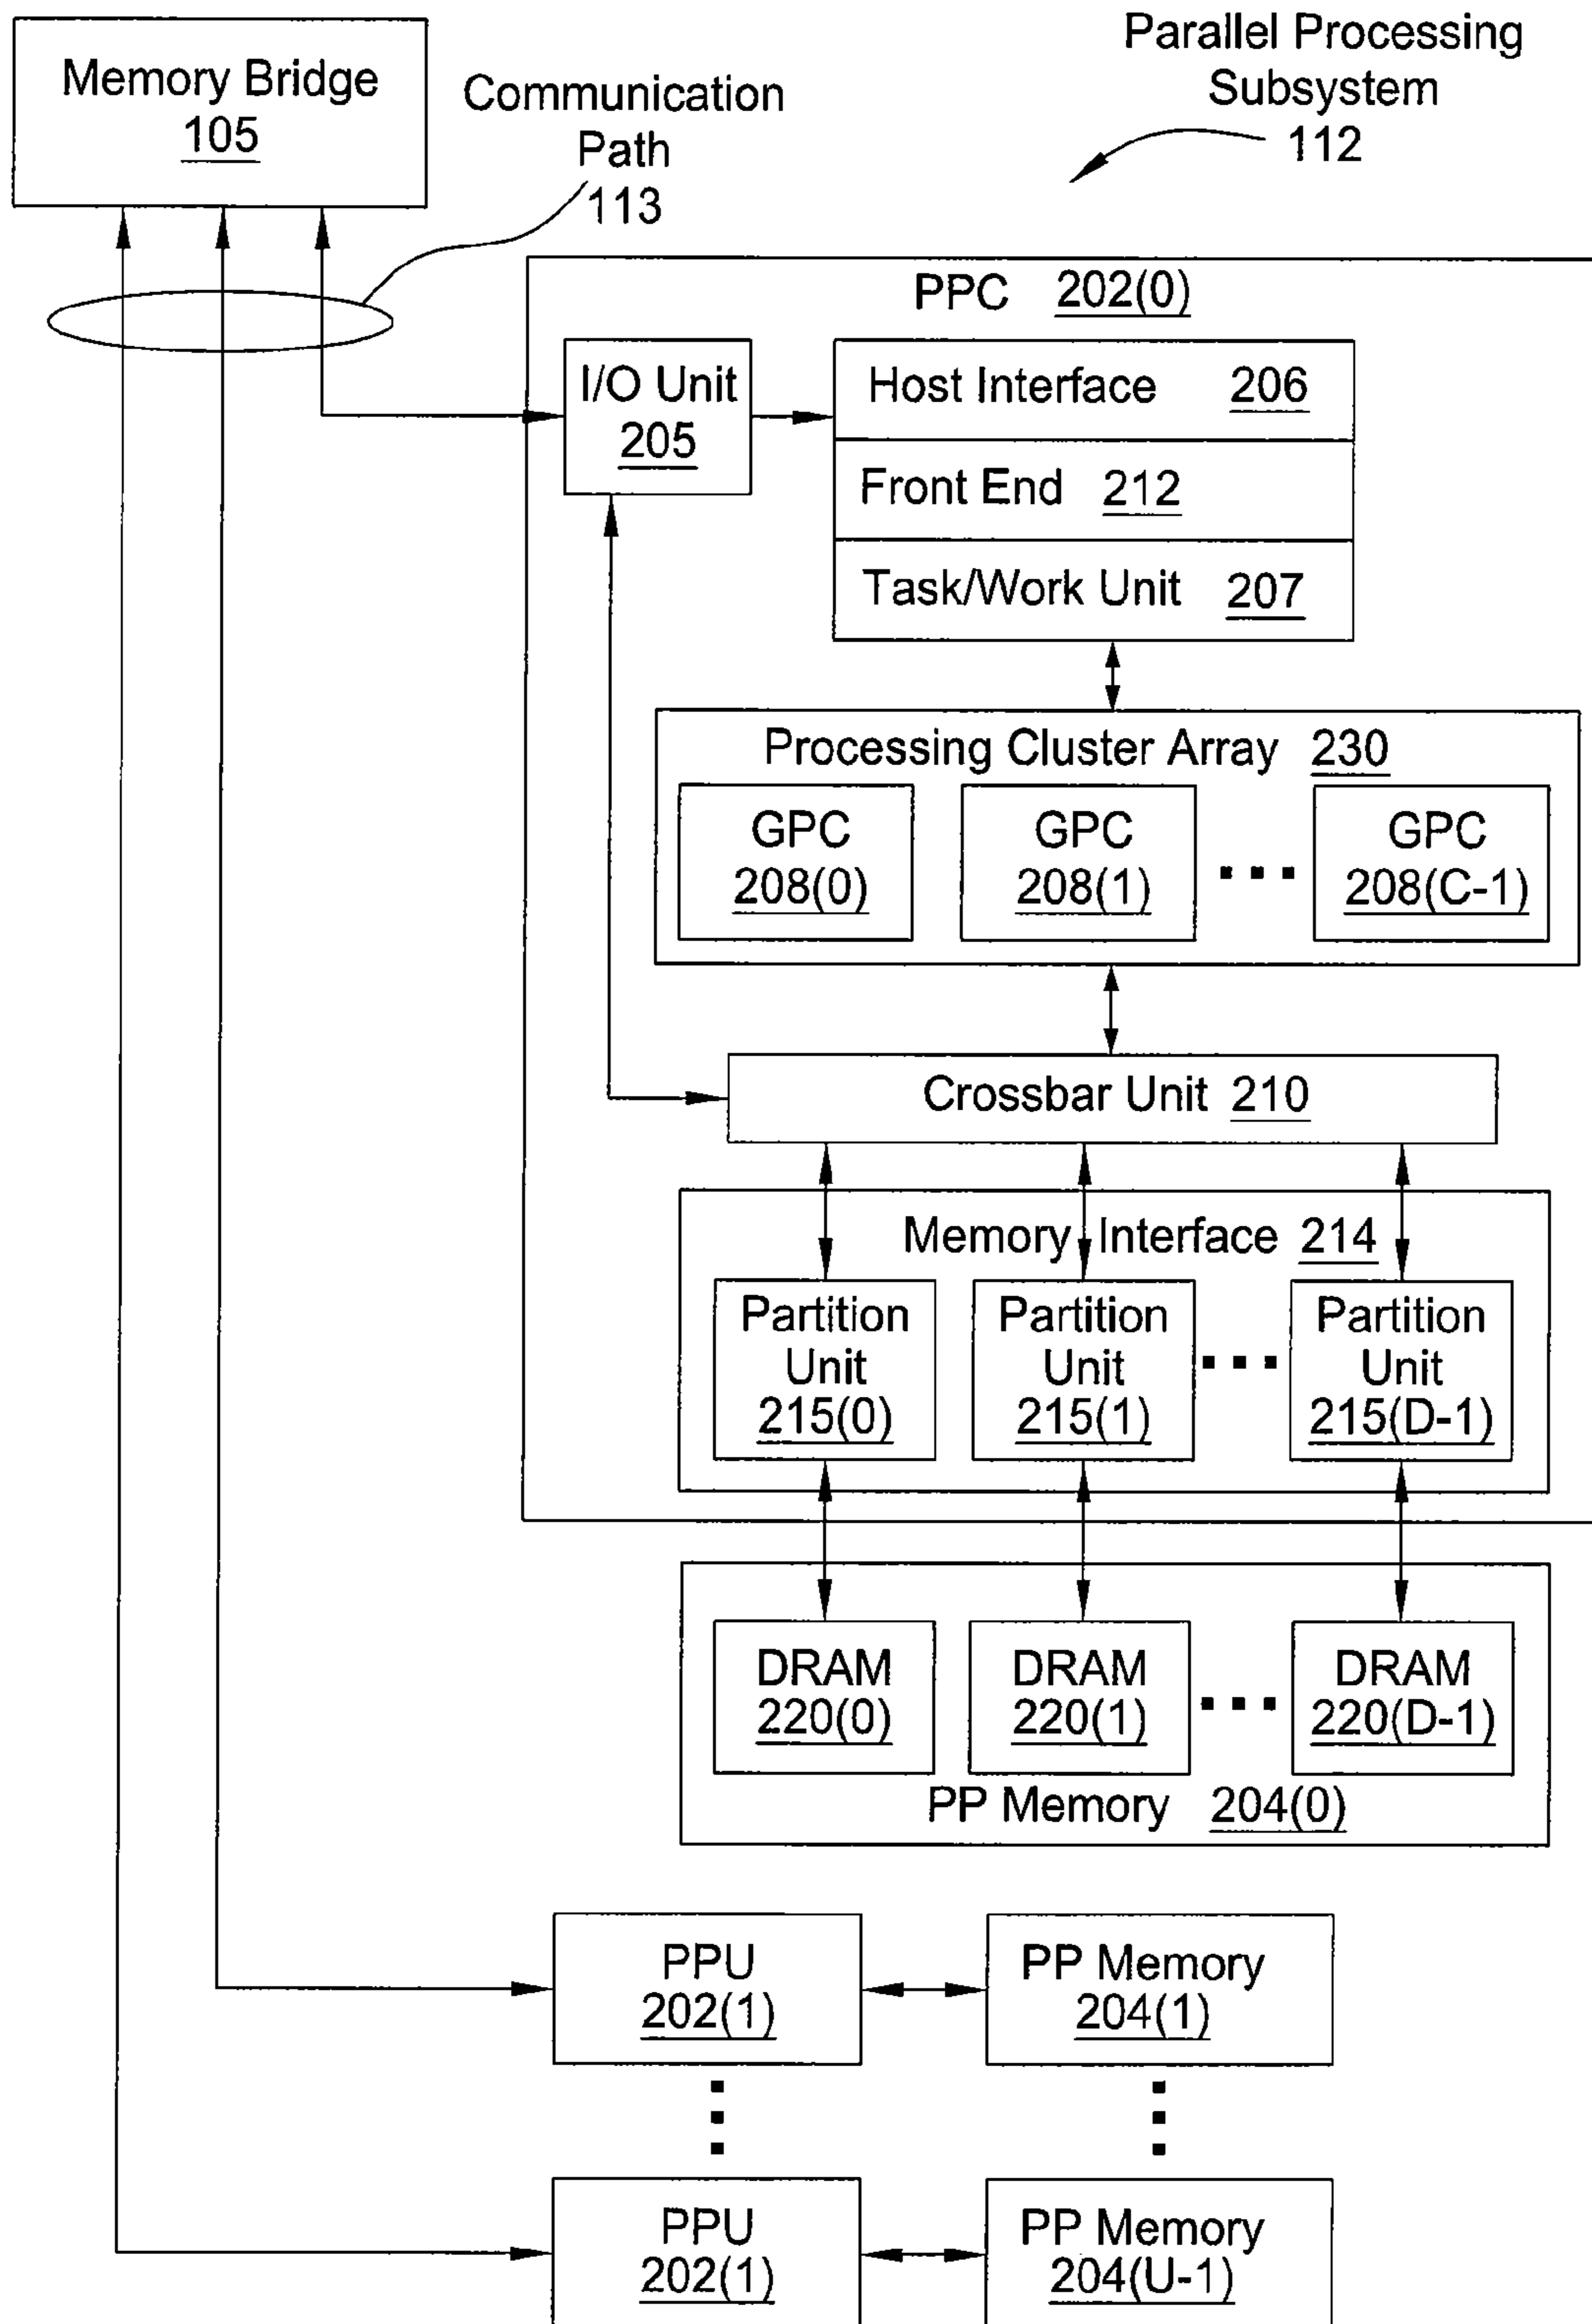 Memory Bridge
105
Communication
Path
113
Parallel Processing
Subsystem
112
PPC 202(0)
I/O Unit
205
Host Interface 206
Front End 212
Task/Work Unit 207
Processing Cluster Array 230
GPC
208(0)
GPC
208(1)
GPC
208(C-1)
Crossbar Unit 210
Memory Interface 214
Partition
Unit
215(0)
Partition
Unit
215(1)
Partition
Unit
215(D-1)
DRAM
220(0)
DRAM
220(1)
DRAM
220(D-1)
PP Memory 204(0)
PPU
202(1)
PP Memory
204(1)
PPU
202(1)
PP Memory
204(U-1)